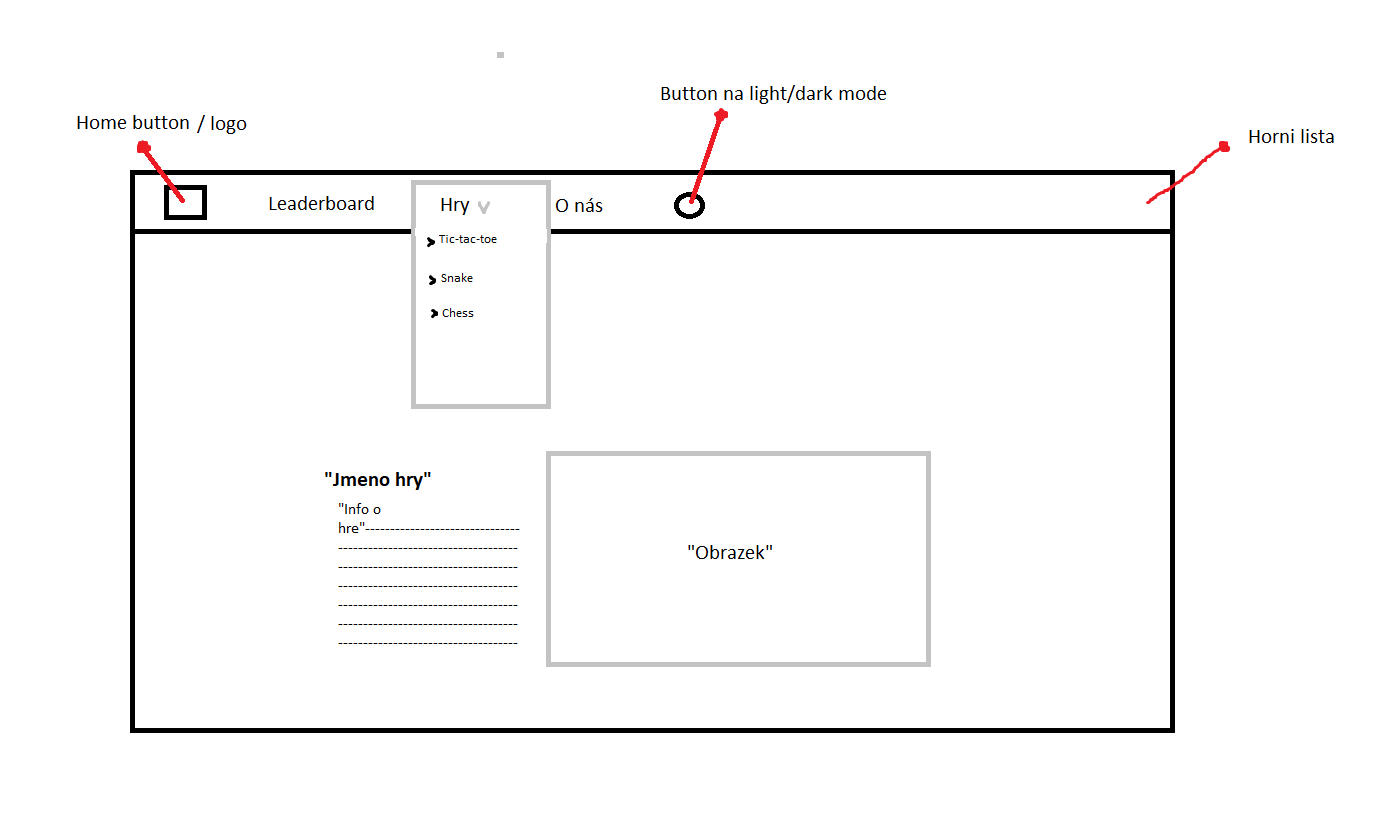 Button na light/dark mode
Home button / logo
Horni lista
Leaderboard
Hry
O nás
Tic-tac-toe
Snake
Chess
"Jmeno hry"
"Info o
hre"-------------------------------
------------------------------------
------------------------------------
------------------------------------
------------------------------------
------------------------------------
------------------------------------
"Obrazek"